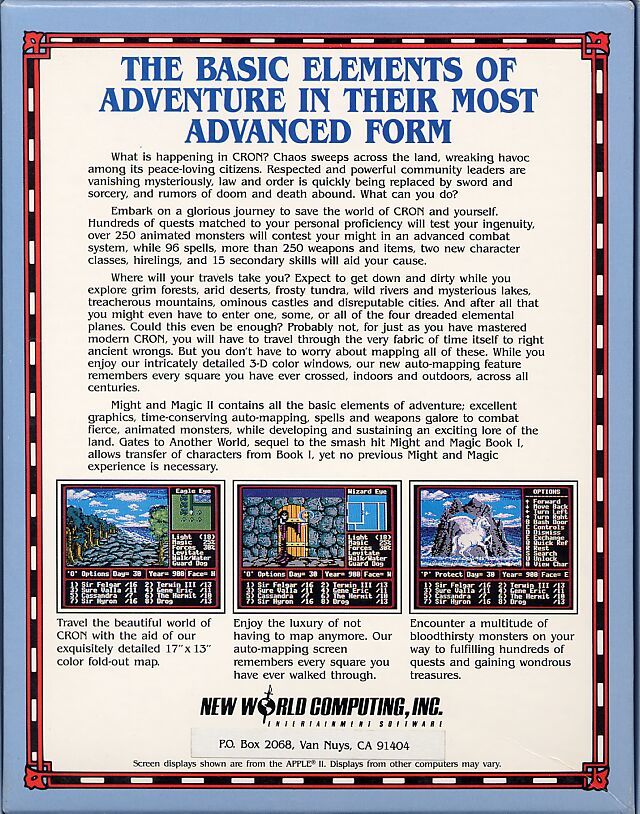 THE BASIC ELEMENTS OF
ADVENTURE IN THEIR MOST
ADVANCED FORM
What is happening in CRON? Chaos sweeps across the land, wreaking havoc
among its peace-loving citizens. Respected and powerful community leaders are
vanishing mysteriously, law and order is quickly being replaced by sword and
sorcery, and rumors of doom and death abound. What can you do?
Embark on a glorious journey to save the world of CRON and yourself.
Hundreds of quests matched to your personal proficiency will test your ingenuity,
over 250 animated monsters will contest your might in an advanced combat
system, while 96 spells, more than 250 weapons and items, two new character
classes, hirelings, and 15 secondary skills will aid your cause.
Where will your travels take you? Expect to get down and dirty while you
explore grim forests, arid deserts, frosty tundra, wild rivers and mysterious lakes,
treacherous mountains, ominous castles and disreputable cities. And after all that
you might even have to enter one, some, or all of the four dreaded elemental
planes. Could this even be enough? Probably not, for just as you have mastered
modern CRON, you will have to travel through the very fabric of time itself to right
ancient wrongs. But you don't have to worry about mapping all of these. While you
enjoy our intricately detailed 3-D color windows, our new auto-mapping feature
remembers every square you have ever crossed, indoors and outdoors, across all
centuries.
Might and Magic II contains all the basic elements of adventure; excellent
graphics, time-conserving auto-mapping, spells and weapons galore to combat
fierce, animated monsters, while developing and sustaining an exciting lore of the
land. Gates to Another World, sequel to the smash hit Might and Magic Book I,
allows transfer of characters from Book I, yet no previous Might and Magic
experience is necessary.
Eagle Eye
Light (18)
Magic 25%
Forces 30%
Levitate
Walk/Water
Guard Dog
'O' Options Day= 30 Year= 900 Face= N
1) Sir Felgar /16 2) Terwin III /13
3) Sure Valla /11 4) Gene Eric /11
5) Cassandra /7 6) The Hermit /10
7) Sir Hyron /16 8) Drog /13
Wizard Eye
Light (18)
Magic 25%
Forces 30%
Levitate
Walk/Water
Guard Dog
'O' Options Day= 30 Year= 900 Face= N
1) Sir Felgar /16 2) Terwin III /13
3) Sure Valla /11 4) Gene Eric /11
5) Cassandra /7 6) The Hermit /10
7) Sir Hyron /16 8) Drog /13
OPTIONS
Forward
Move Back
Turn Left
Turn Rght
Bash Door
Controls
Dismiss
Exchange
Quick Ref
Rest
Search
Unlock
View Char
'P' Protect Day= 30 Year= 900 Face= E
1) Sir Felgar /16 2) Terwin III /13
3) Sure Valla /11 4) Gene Eric /11
5) Cassandra /7 6) The Hermit /10
7) Sir Hyron /16 8) Drog /13
Travel the beautiful world of
CRON with the aid of our
exquisitely detailed 17"x 13"
color fold-out map.
Enjoy the luxury of not
having to map anymore. Our
auto-mapping screen
remembers every square you
have ever walked through.
Encounter a multitude of
bloodthirsty monsters on your
way to fulfilling hundreds of
quests and gaining wondrous
treasures.
NEW WORLD COMPUTING, INC.
ENTERTAINMENT SOFTWARE
P.O. Box 2068, Van Nuys, CA 91404
Screen displays shown are from the APPLE® II. Displays from other computers may vary.